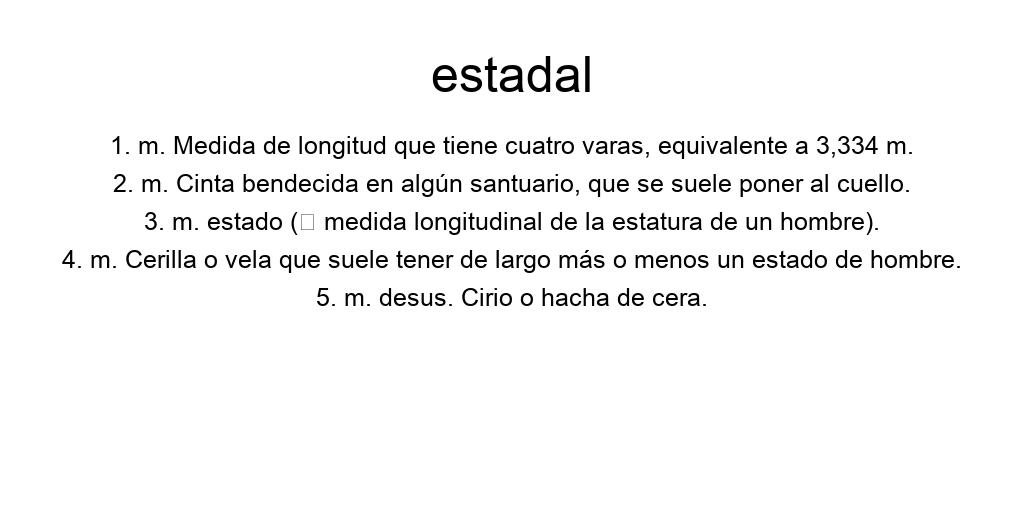 estadal
1. m. Medida de longitud que tiene cuatro varas, equivalente a 3,334 m.
2. m. Cinta bendecida en algún santuario, que se suele poner al cuello.
3. m. estado (▯ medida longitudinal de la estatura de un hombre).
4. m. Cerilla o vela que suele tener de largo más o menos un estado de hombre.
5. m. desus. Cirio o hacha de cera.